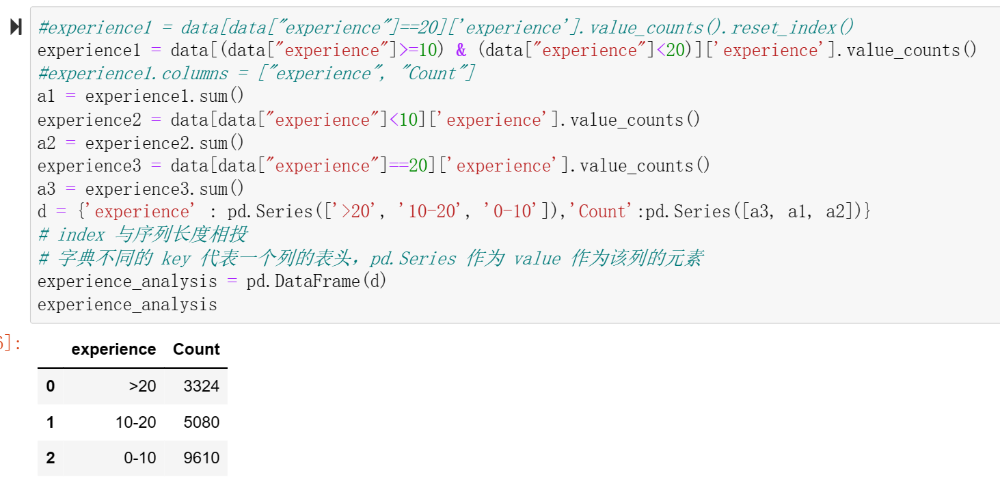 #experience1 = data[data["experience"]==20]['experience'].value_counts().reset_index()
experience1 = data[(data["experience"]>=10) & (data["experience"]<20)]['experience'].value_counts()
#experience1.columns = ["experience", "Count"]
a1 = experience1.sum()
experience2 = data[data["experience"]<10]['experience'].value_counts()
a2 = experience2.sum()
experience3 = data[data["experience"]==20]['experience'].value_counts()
a3 = experience3.sum()
d = {'experience' : pd.Series(['>20', '10-20', '0-10']),'Count':pd.Series([a3, a1, a2])}
# index 与序列长度相投
# 字典不同的 key 代表一个列的表头，pd.Series 作为 value 作为该列的元素
experience_analysis = pd.DataFrame(d)
experience_analysis
]:
experience Count
0 >20 3324
1 10-20 5080
2 0-10 9610